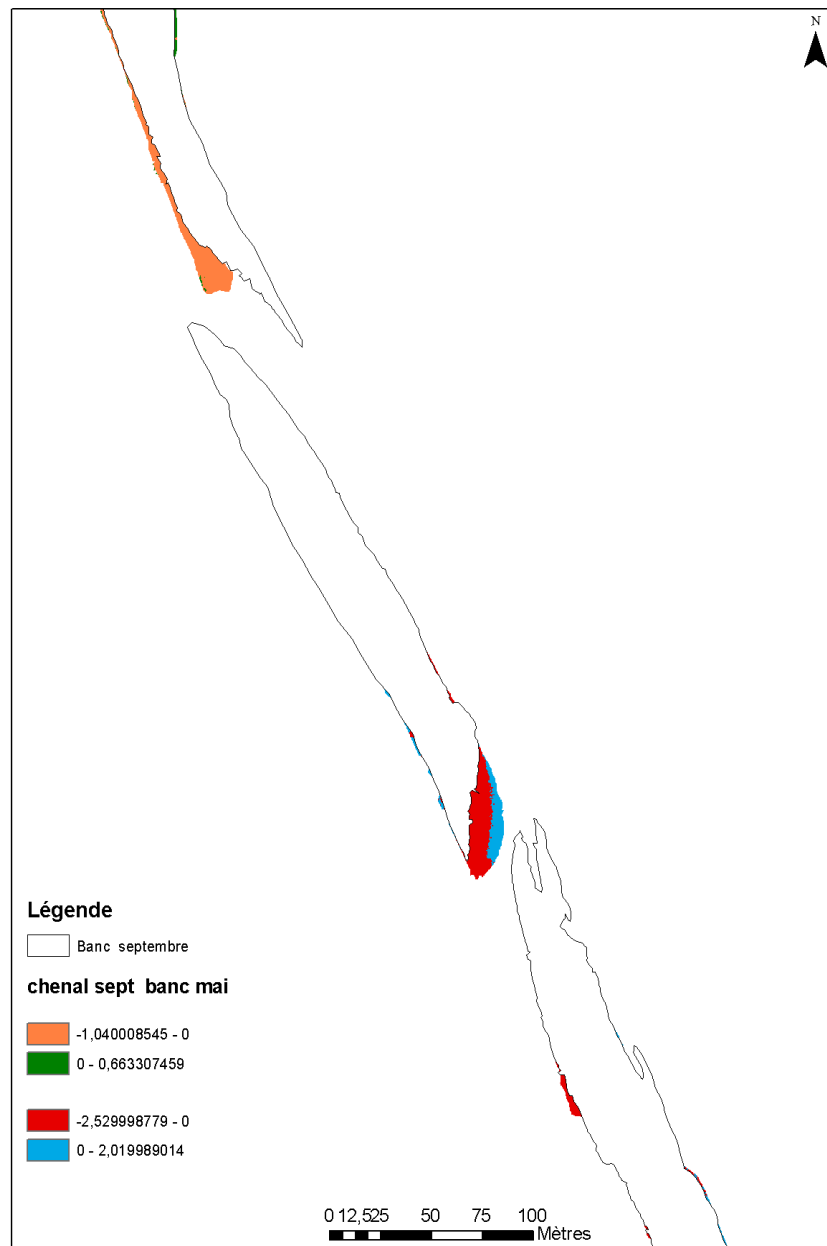 N
Légende
Banc septembre
chenal sept banc mai
-1,040008545 - 0
0 - 0,663307459
-2,529998779 - 0
0 - 2,019989014
0 12,525 50 75 100
Mètres